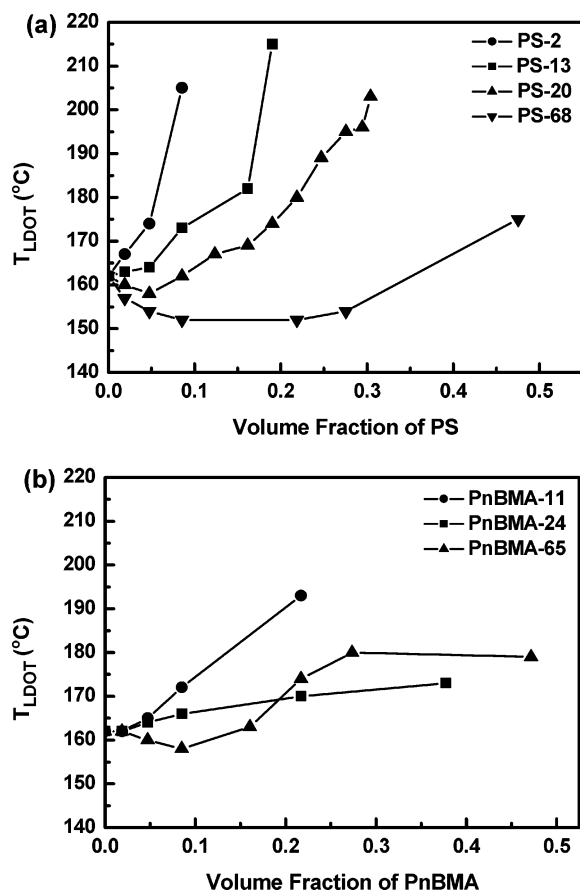 (a)
220
210
200
190
180
170
160
150
140
T_LDOT (°C)
PS-2
PS-13
PS-20
PS-68
0.0 0.1 0.2 0.3 0.4 0.5
Volume Fraction of PS
(b)
220
210
200
190
180
170
160
150
140
T_LDOT (°C)
PnBMA-11
PnBMA-24
PnBMA-65
0.0 0.1 0.2 0.3 0.4 0.5
Volume Fraction of PnBMA